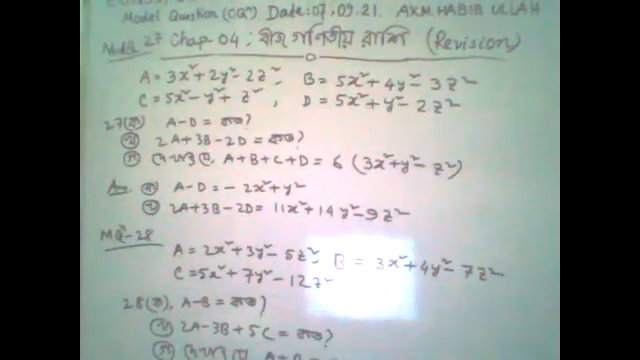 Model Question (CQ) Date: 07.09.21. AKM HABIB ULLAH
MQ 27 Chap 04: বীজ গণিতীয় রাশি (Revision)
A = 3x²+2y²-2z², B = 5x²+4y²-3z²
C = 5x²-y²+z², D = 5x²+y²-2z²
27(ক) A-D = কত?
(খ) 2A+3B-2D = কত?
(গ) দেখাও যে, A+B+C+D = 6(3x²+y²-z²)
Ans (ক) A-D = -2x²+y²
(খ) 2A+3B-2D = 11x²+14y²-9z²
MQ-28
A = 2x²+3y²-5z² B = 3x²+4y²-7z²
C = 5x²+7y²-12z²
28(ক), A-B = কত?
(খ) 2A-3B+5C = কত?
(গ) দেখাও যে,